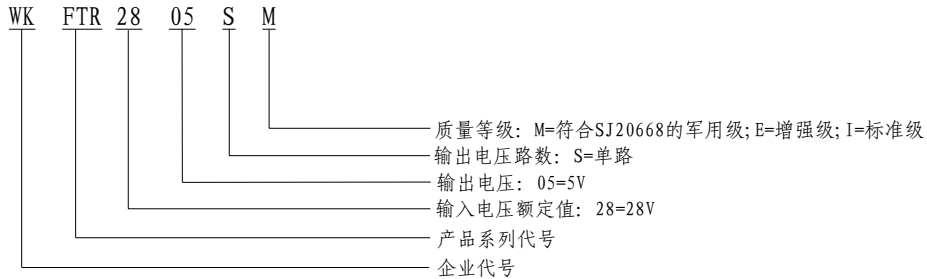 WK FTR 28 05 S M
质量等级: M=符合SJ20668的军用级;E=增强级;I=标准级
输出电压路数: S=单路
输出电压: 05=5V
输入电压额定值: 28=28V
产品系列代号
企业代号